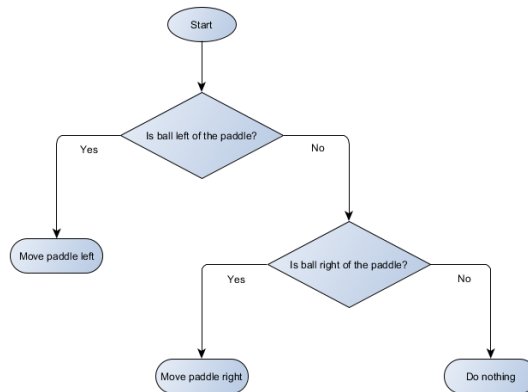 Start
Is ball left of the paddle?
Yes
No
Move paddle left
Is ball right of the paddle?
Yes
No
Move paddle right
Do nothing